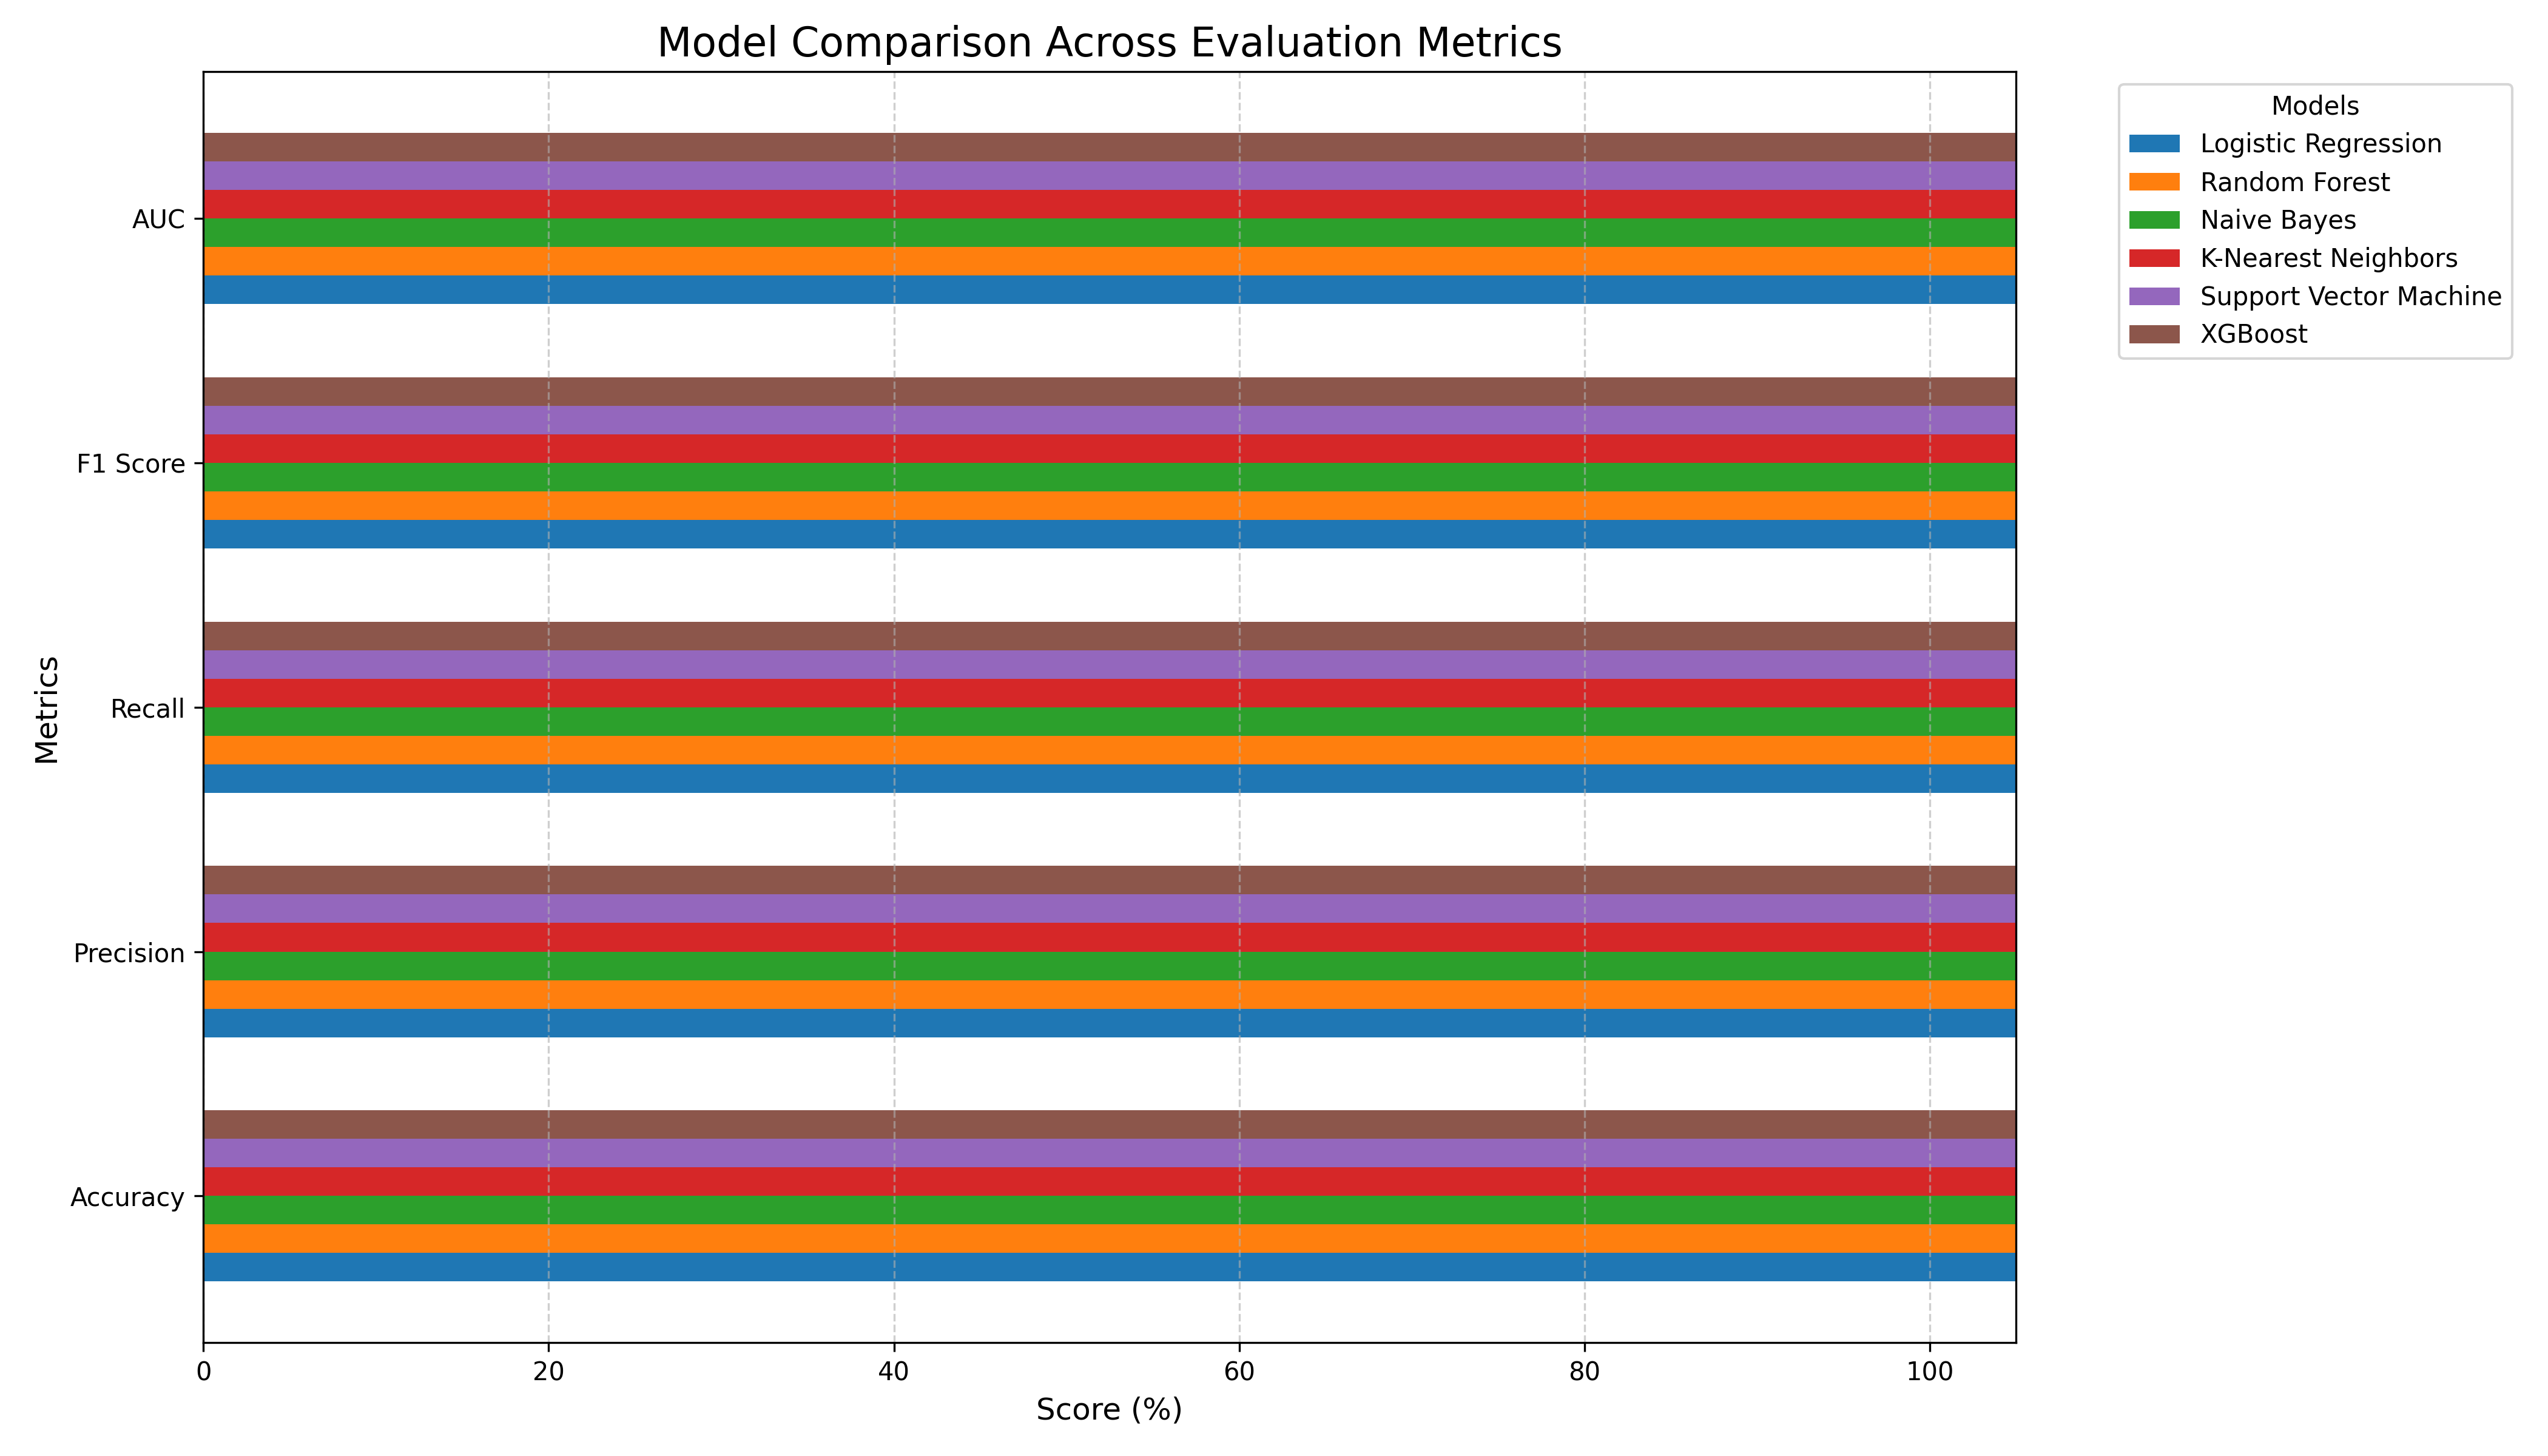 Model Comparison Across Evaluation Metrics
Models
Logistic Regression
Random Forest
Naive Bayes
K-Nearest Neighbors
Support Vector Machine
XGBoost
Metrics
AUC
F1 Score
Recall
Precision
Accuracy
0 20 40 60 80 100
Score (%)